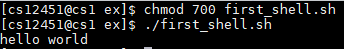 [cs12451@cs1 ex]$ chmod 700 first_shell.sh
[cs12451@cs1 ex]$ ./first_shell.sh
hello world